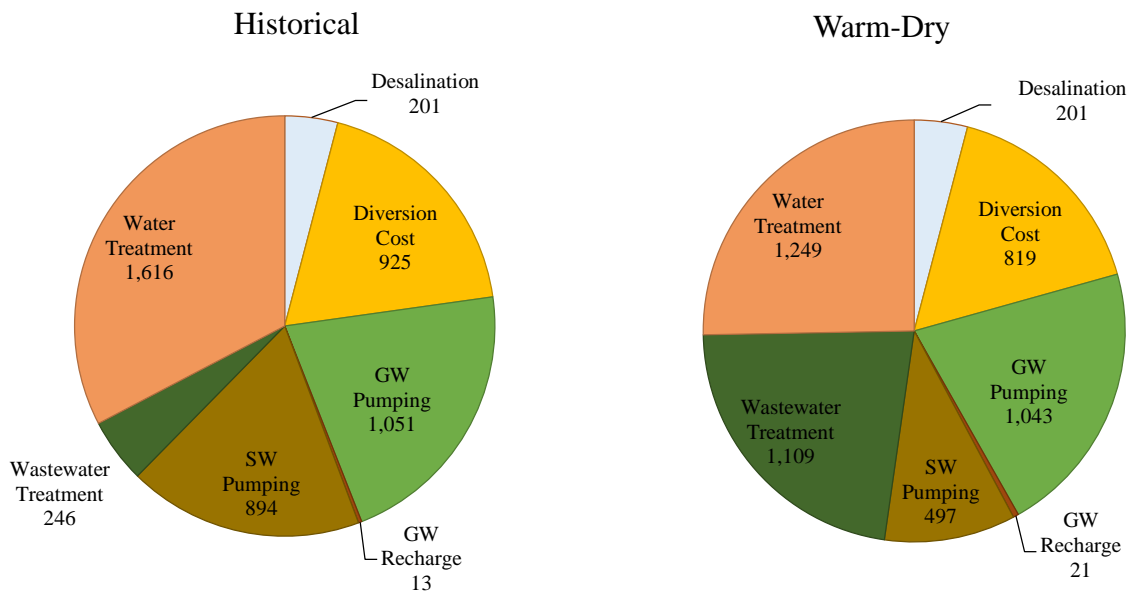 Historical
Desalination
201
Diversion
Cost
925
GW
Pumping
1,051
GW
Recharge
13
SW
Pumping
894
Wastewater
Treatment
246
Water
Treatment
1,616
Warm-Dry
Desalination
201
Diversion
Cost
819
GW
Pumping
1,043
GW
Recharge
21
SW
Pumping
497
Wastewater
Treatment
1,109
Water
Treatment
1,249